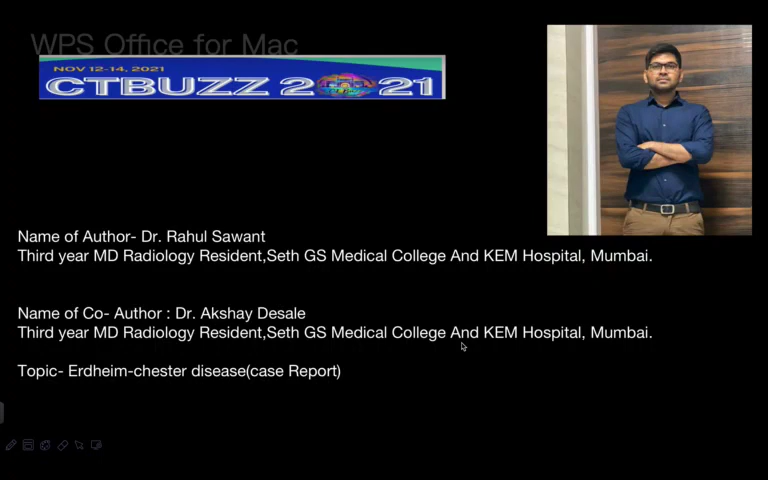 WPS Office for Mac
NOV 12-14, 2021
CTBUZZ 2021
Name of Author- Dr. Rahul Sawant
Third year MD Radiology Resident,Seth GS Medical College And KEM Hospital, Mumbai.
Name of Co- Author : Dr. Akshay Desale
Third year MD Radiology Resident,Seth GS Medical College And KEM Hospital, Mumbai.
Topic- Erdheim-chester disease(case Report)